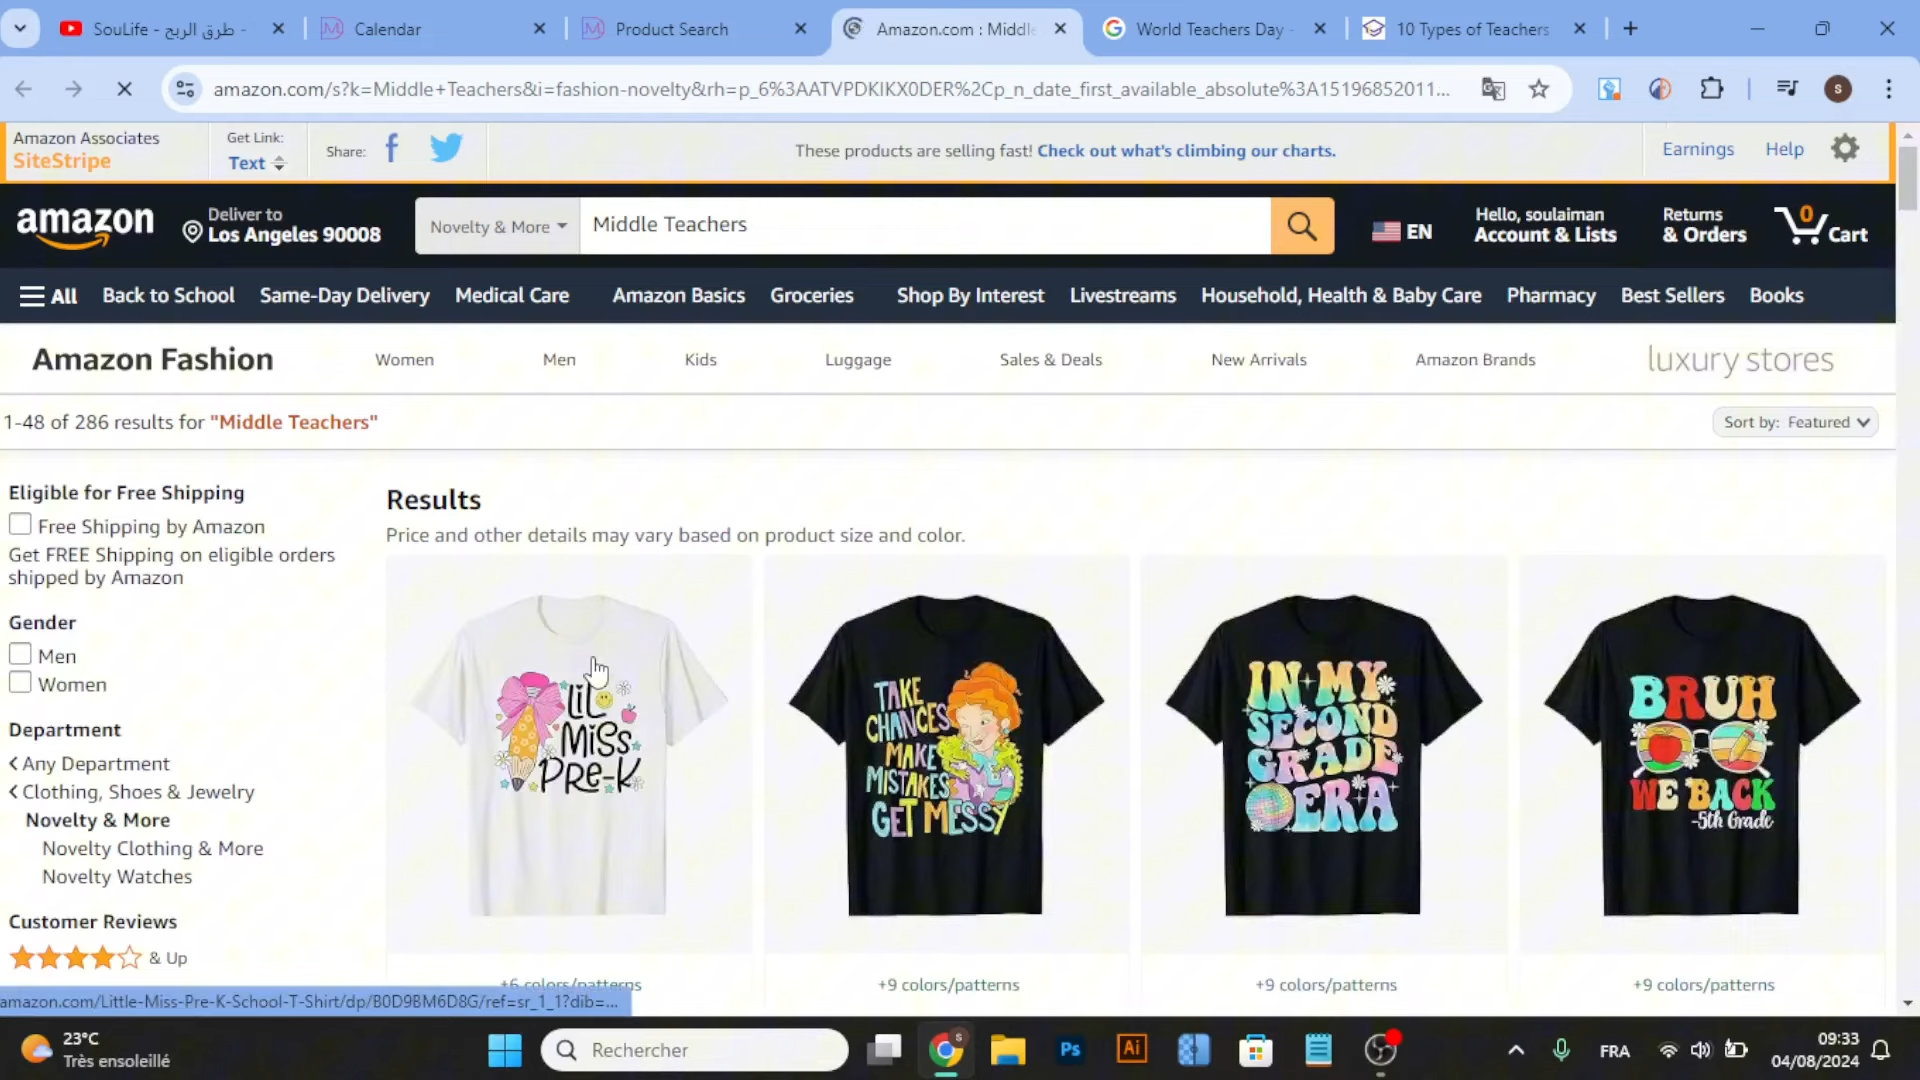 SouLife - طرق الربح -
Calendar
Product Search
Amazon.com : Middle
World Teachers Day -
10 Types of Teachers
amazon.com/s?k=Middle+Teachers&i=fashion-novelty&rh=p_6%3AATVPDKIKX0DER%2Cp_n_date_first_available_absolute%3A15196852011...
S
Amazon Associates
SiteStripe
Get Link:
Text
Share:
These products are selling fast! Check out what's climbing our charts.
Earnings
Help
amazon
Deliver to
Los Angeles 90008
Novelty & More
Middle Teachers
EN
Hello, soulaiman
Account & Lists
Returns
& Orders
0
Cart
All
Back to School
Same-Day Delivery
Medical Care
Amazon Basics
Groceries
Shop By Interest
Livestreams
Household, Health & Baby Care
Pharmacy
Best Sellers
Books
Amazon Fashion
Women
Men
Kids
Luggage
Sales & Deals
New Arrivals
Amazon Brands
luxury stores
1-48 of 286 results for "Middle Teachers"
Sort by: Featured
Eligible for Free Shipping
Free Shipping by Amazon
Get FREE Shipping on eligible orders
shipped by Amazon
Gender
Men
Women
Department
Any Department
Clothing, Shoes & Jewelry
Novelty & More
Novelty Clothing & More
Novelty Watches
Customer Reviews
& Up
Results
Price and other details may vary based on product size and color.
LiL
MiSS
PRE-K
TAKE
CHANCES
MAKE
MISTAKES
GET MESSY
IN MY
SECOND
GRADE
ERA
BRUH
WE BACK
-5th Grade
+6 colors/patterns
+9 colors/patterns
+9 colors/patterns
+9 colors/patterns
amazon.com/Little-Miss-Pre-K-School-T-Shirt/dp/B0D9BM6D8G/ref=sr_1_1?dib=...
23°C
Très ensoleillé
Rechercher
S
Ps
Ai
FRA
09:33
04/08/2024